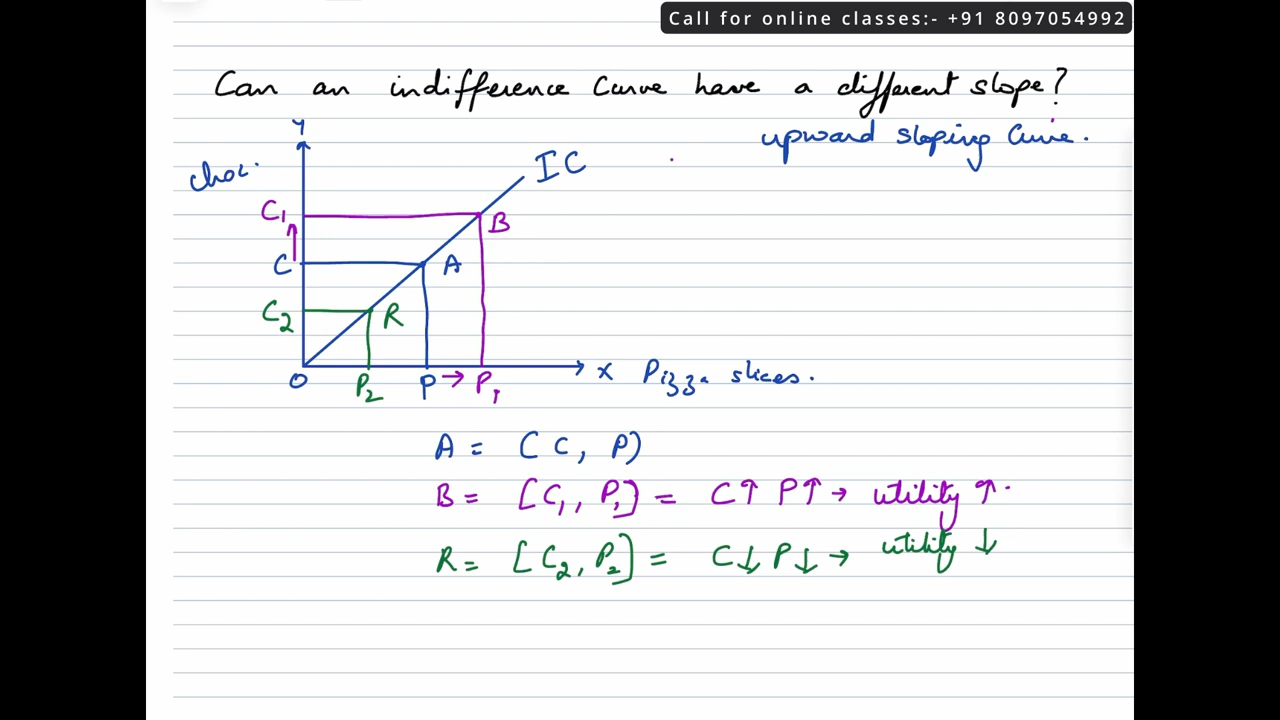 Call for online classes:- +91 8097054992
Can an indifference Curve have a different slope?
upward sloping Curve.
Y
IC
choc.
C1
B
C
A
C2
R
O
P2
P → P1
X Pizza slices.
A = (C, P)
B = [C1, P1] = C↑ P↑ → utility ↑.
R = [C2, P2] = C↓ P↓ → utility ↓